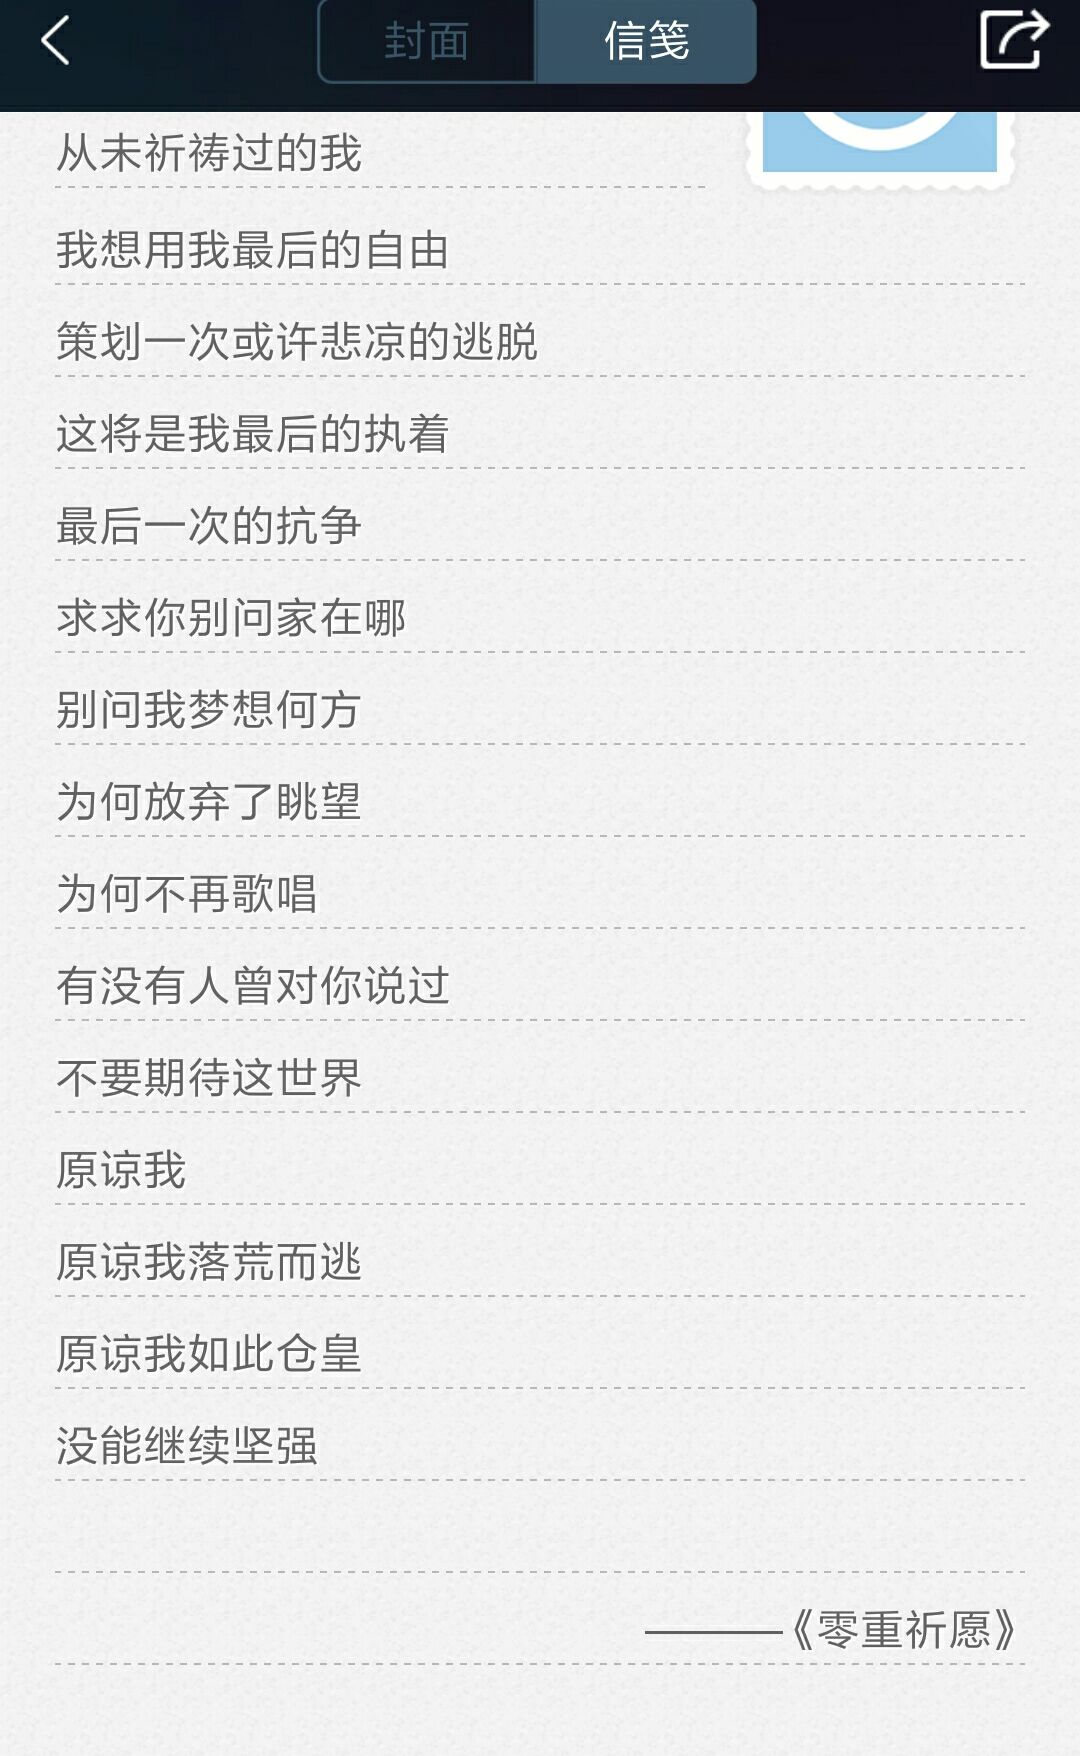 封面
信笺
从未祈祷过的我
我想用我最后的自由
策划一次或许悲凉的逃脱
这将是我最后的执着
最后一次的抗争
求求你别问家在哪
别问我梦想何方
为何放弃了眺望
为何不再歌唱
有没有人曾对你说过
不要期待这世界
原谅我
原谅我落荒而逃
原谅我如此仓皇
没能继续坚强
———《零重祈愿》